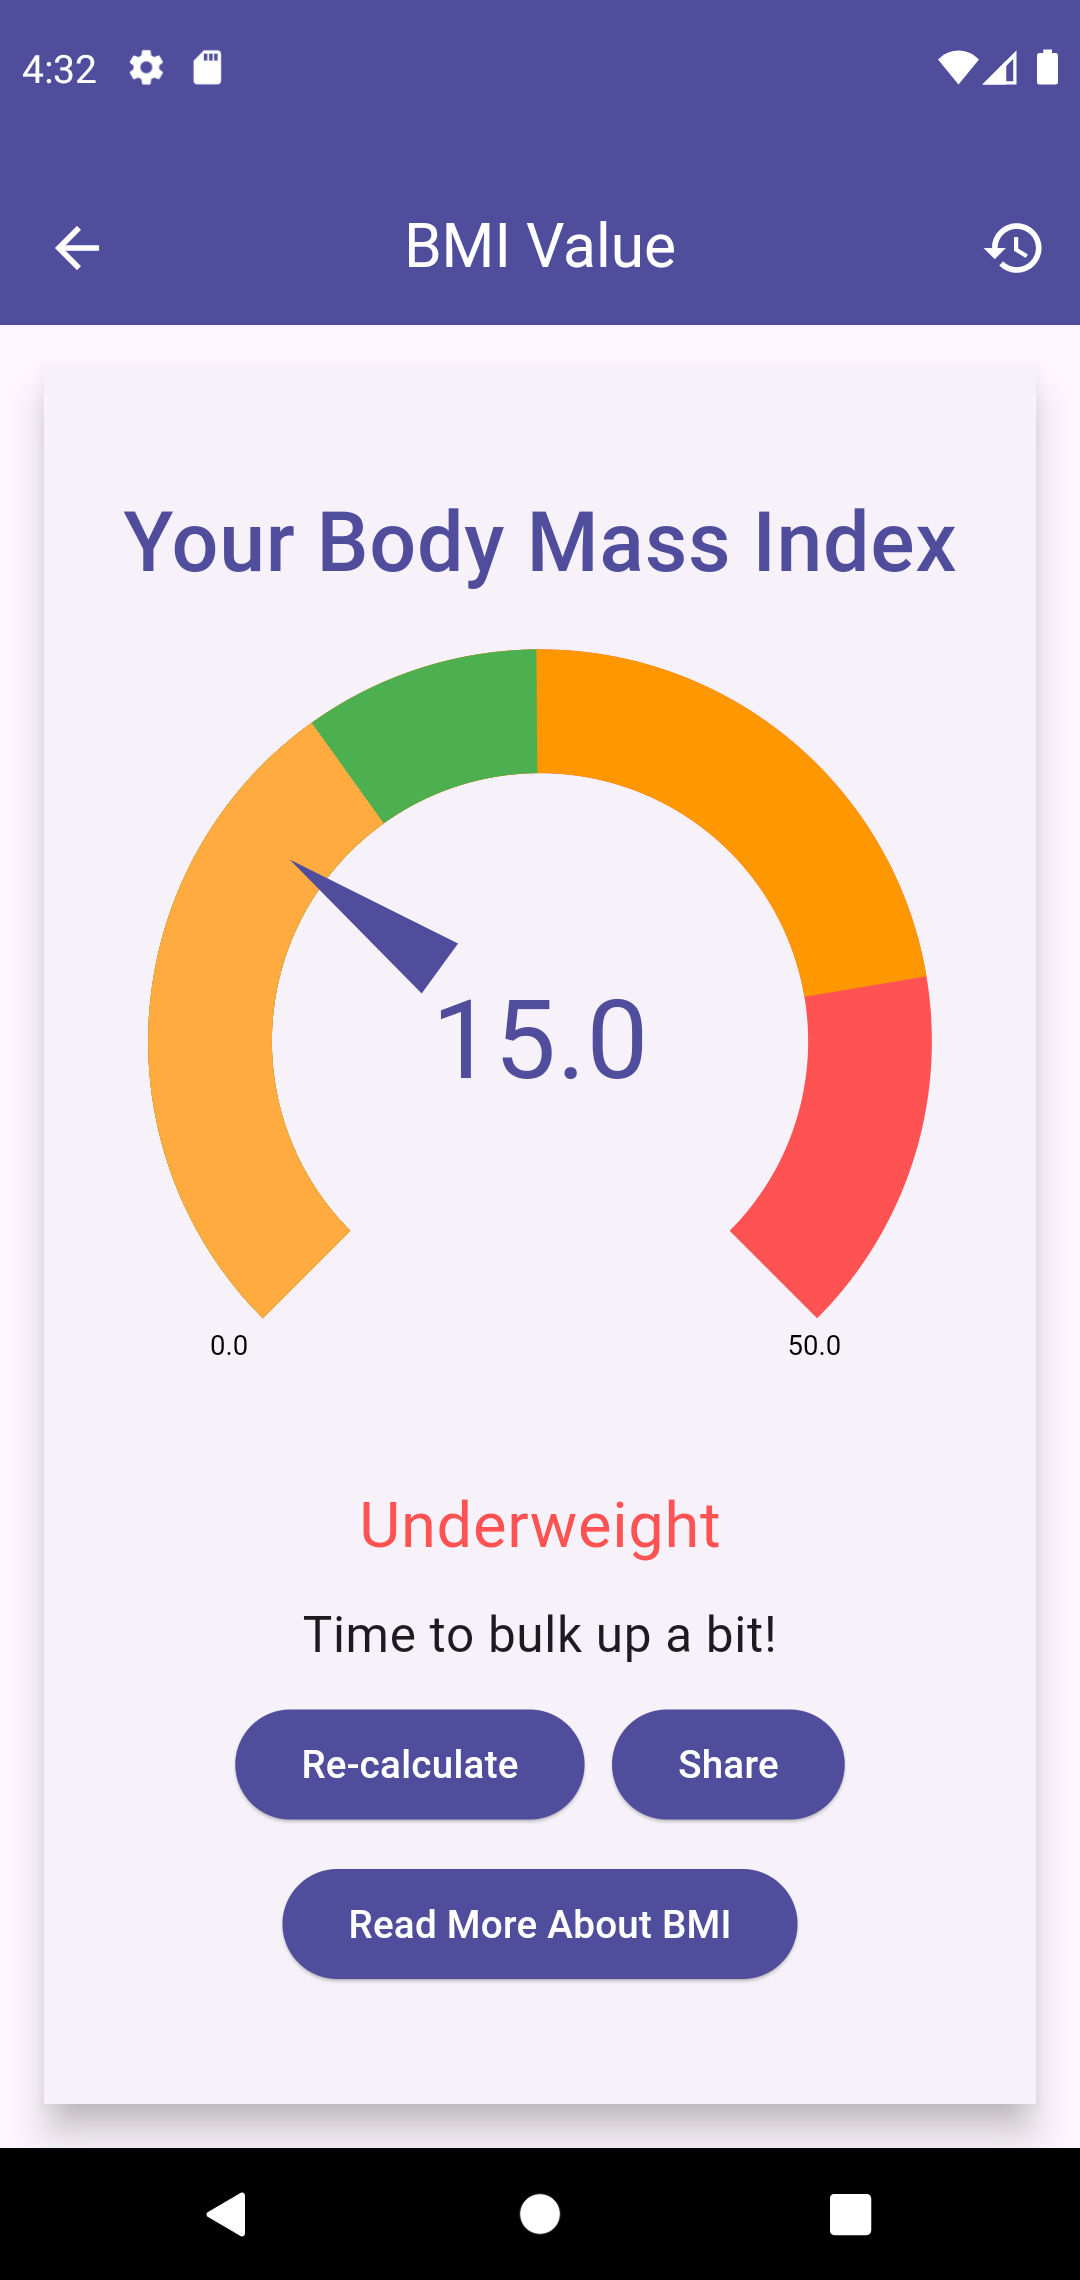 4:32
BMI Value
Your Body Mass Index
15.0
0.0
50.0
Underweight
Time to bulk up a bit!
Re-calculate
Share
Read More About BMI